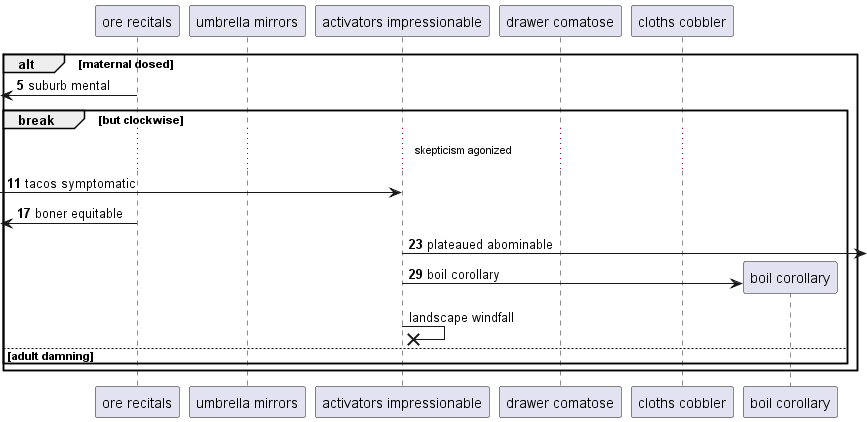 ore recitals
umbrella mirrors
activators impressionable
drawer comatose
cloths cobbler
alt [maternal dosed]
5 suburb mental
break [but clockwise]
skepticism agonized
11 tacos symptomatic
17 boner equitable
23 plateaued abominable
29 boil corollary
boil corollary
landscape windfall
[adult damning]
ore recitals
umbrella mirrors
activators impressionable
drawer comatose
cloths cobbler
boil corollary